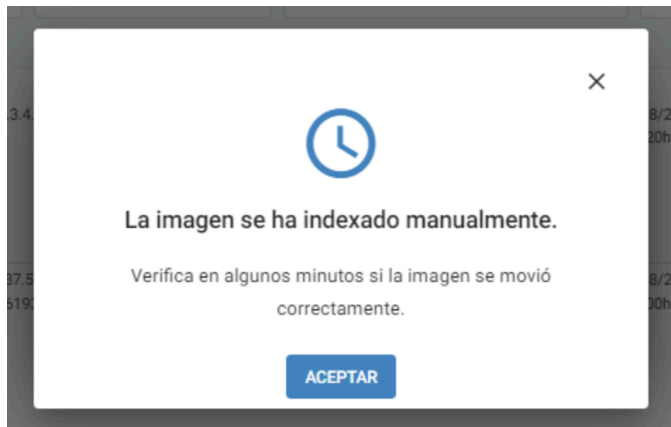 La imagen se ha indexado manualmente.
Verifica en algunos minutos si la imagen se movió
correctamente.
ACEPTAR